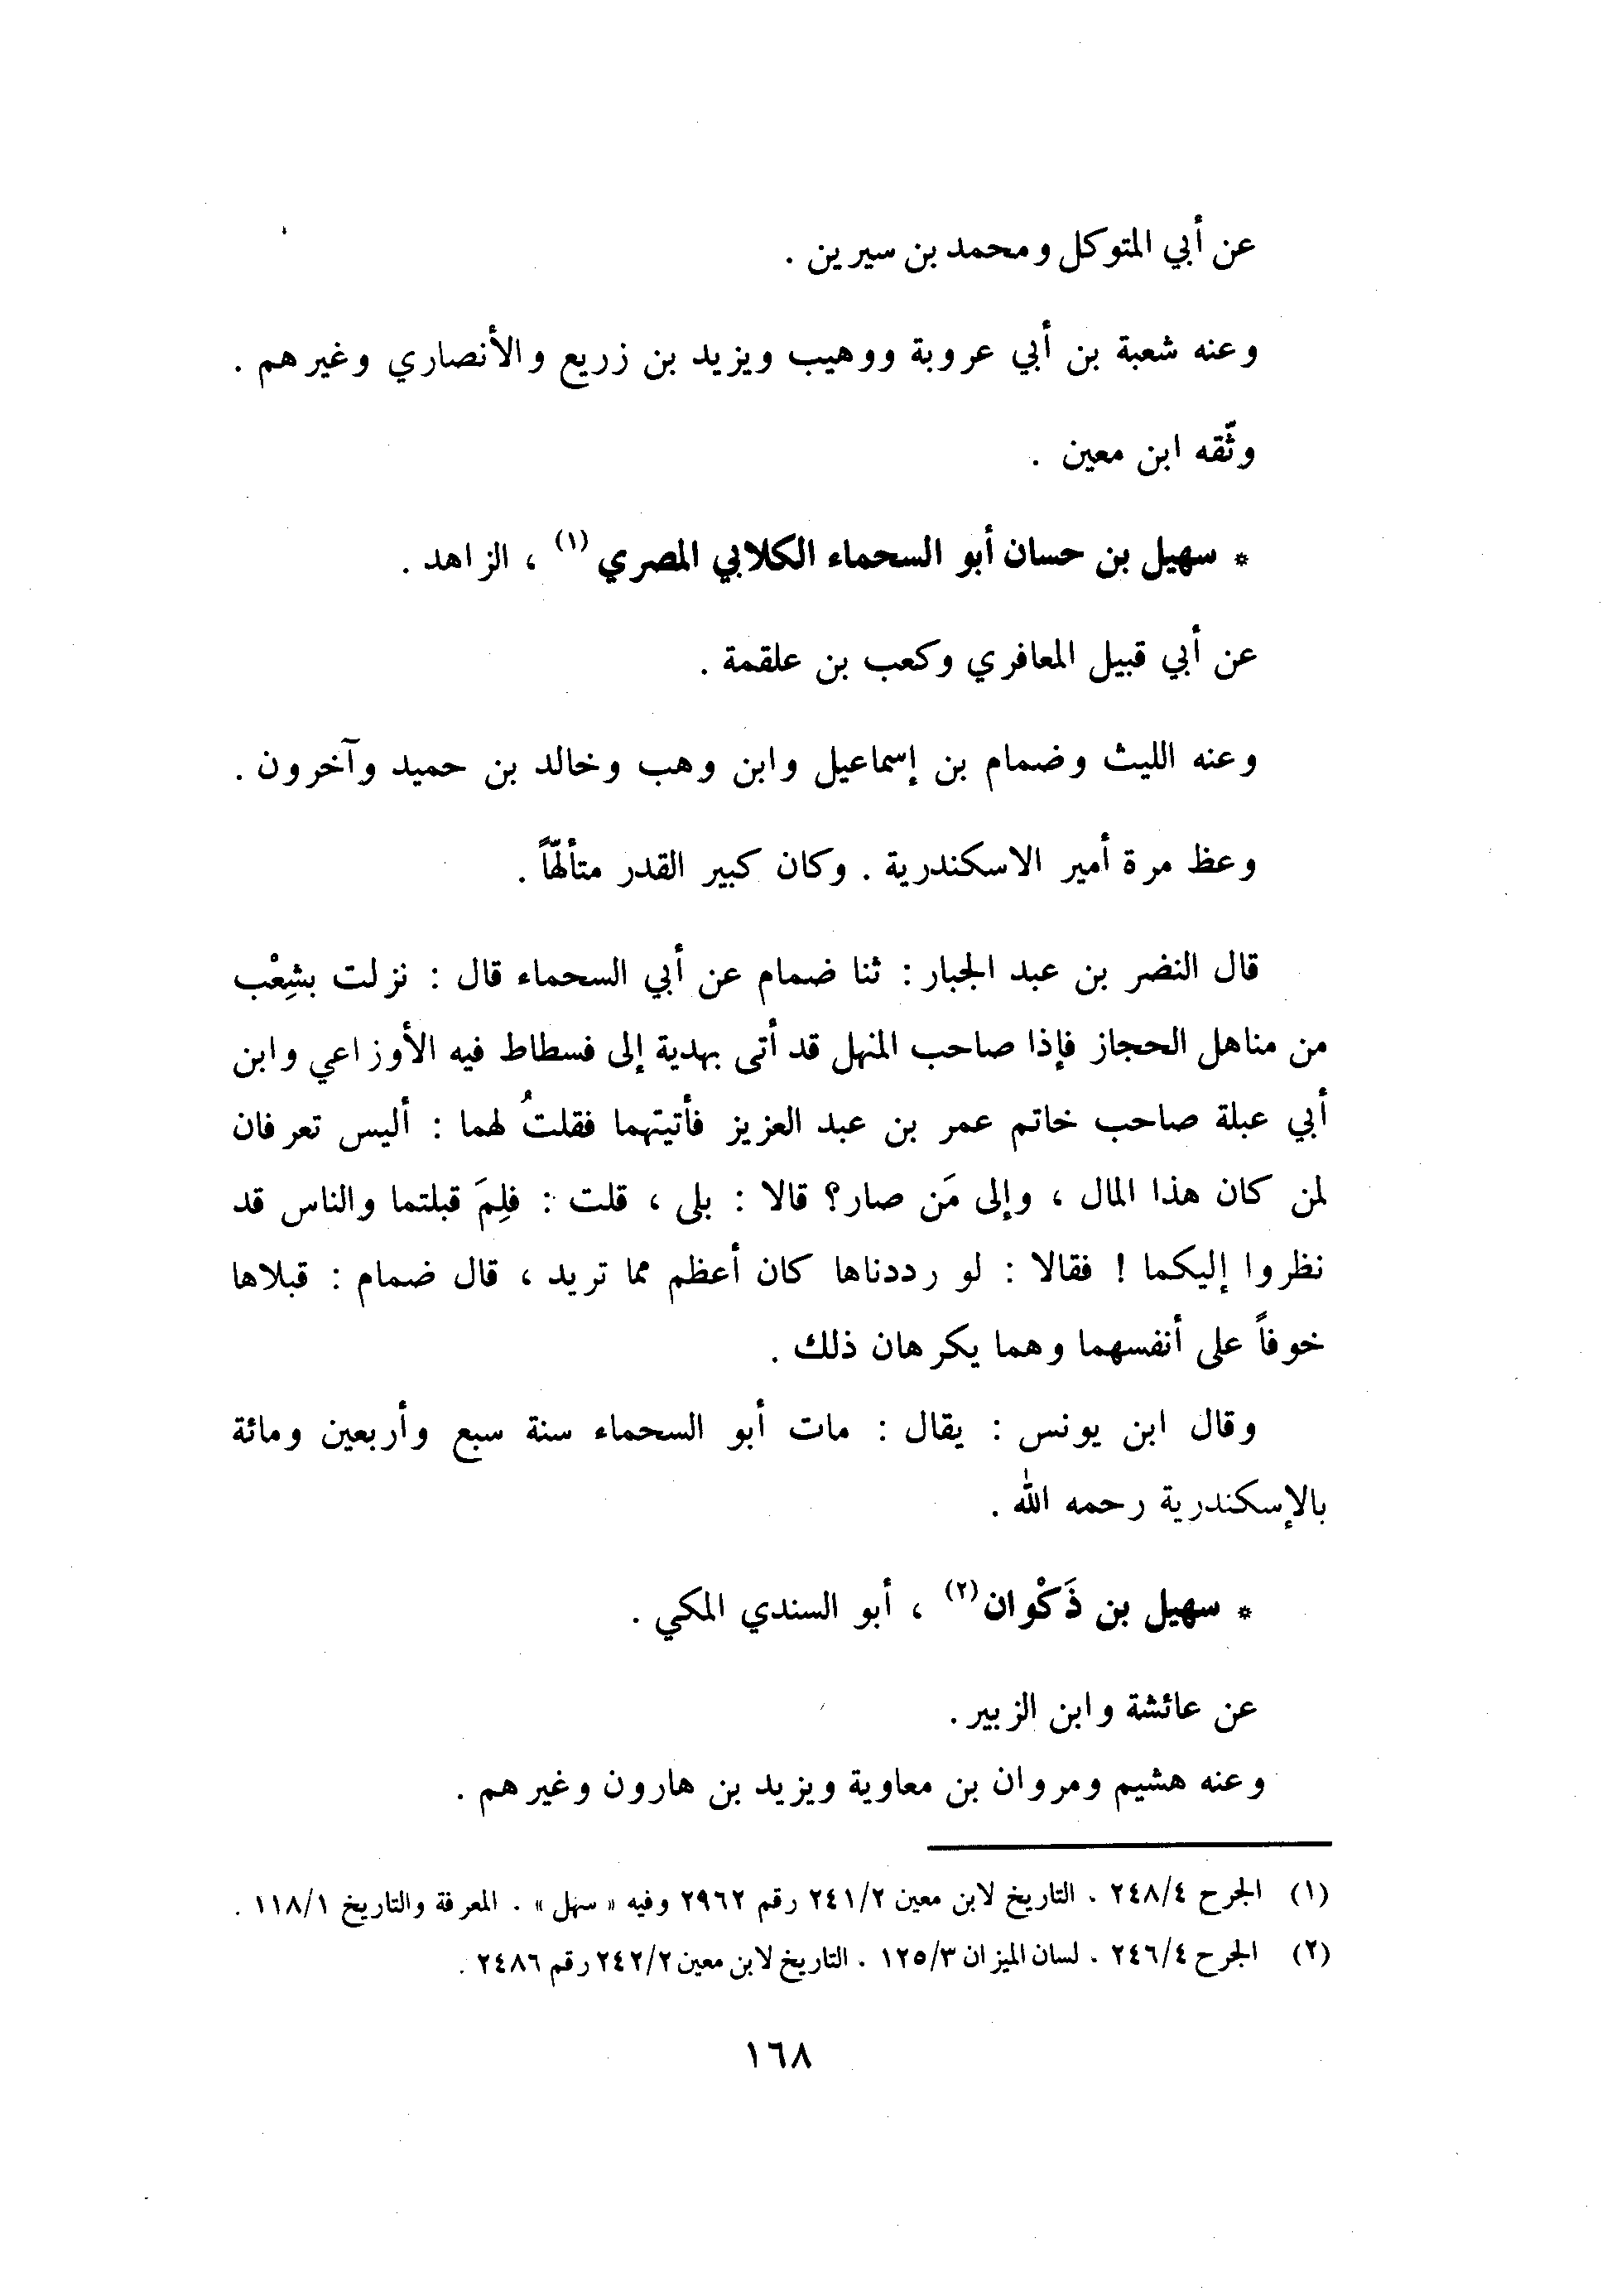 عن أبي المتوكل ومحمد بن سيرين .
وعنه شعبة بن أبي عروبة ووهيب ويزيد بن زريع والأنصاري وغيرهم .
وثّقه ابن معين .
* سهيل بن حسان أبو السحماء الكلابي المصري (١) ، الزاهد .
عن أبي قبيل المعافري وكعب بن علقمة .
وعنه الليث وضمام بن إسماعيل وابن وهب وخالد بن حميد وآخرون .
وعظ مرة أمير الاسكندرية . وكان كبير القدر متألهّاً .
قال النضر بن عبد الجبار : ثنا ضمام عن أبي السحماء قال : نزلت بشِعْب
من مناهل الحجاز فإذا صاحب المنهل قد أتى بهدية إلى فسطاط فيه الأوزاعي وابن
أبي عبلة صاحب خاتم عمر بن عبد العزيز فأتيتهما فقلتُ لهما : أليس تعرفان
لمن كان هذا المال ، وإلى مَن صار؟ قالا : بلى ، قلت : فلِمَ قبلتما والناس قد
نظروا إليكما ! فقالا : لو رددناها كان أعظم مما تريد ، قال ضمام : قبلاها
خوفاً على أنفسهما وهما يكرهان ذلك .
وقال ابن يونس : يقال : مات أبو السحماء سنة سبع وأربعين ومائة
بالإسكندرية رحمه الله .
* سهيل بن ذَكْوان (٢) ، أبو السندي المكي .
عن عائشة وابن الزبير .
وعنه هشيم ومروان بن معاوية ويزيد بن هارون وغيرهم .
(١) الجرح ٢٤٨/٤ . التاريخ لابن معين ٢٤١/٢ رقم ٢٩٦٢ وفيه « سهل » . المعرفة والتاريخ ١١٨/١ .
(٢) الجرح ٢٤٦/٤ . لسان الميزان ١٢٥/٣ . التاريخ لابن معين ٢٤٢/٢ رقم ٢٤٨٦ .
١٦٨